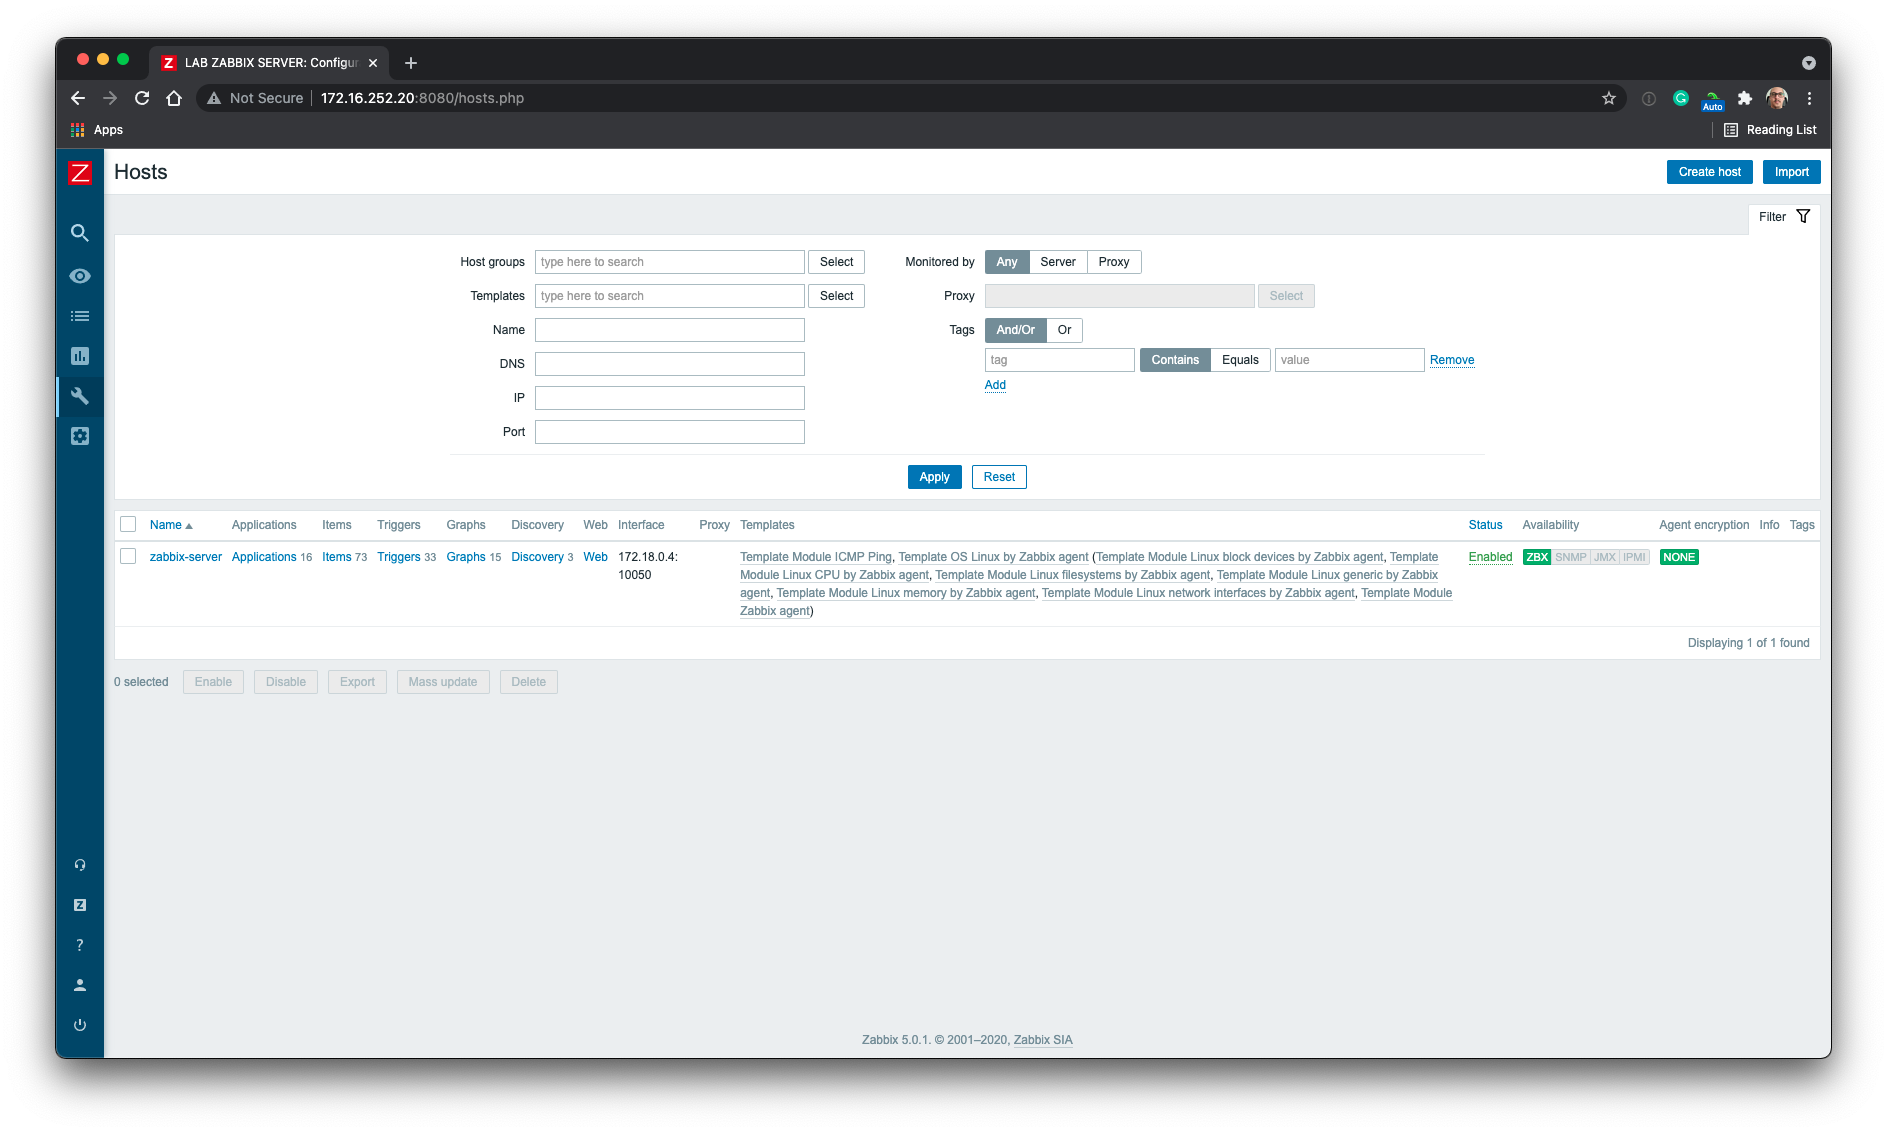 LAB ZABBIX SERVER: Configur
Not Secure 172.16.252.20:8080/hosts.php
Auto
Apps
Reading List
Z
Hosts
Create host
Import
Filter
Host groups type here to search Select
Monitored by Any Server Proxy
Templates type here to search Select
Proxy Select
Name
Tags And/Or Or
DNS
tag Contains Equals value Remove
Add
IP
Port
Apply Reset
Name Applications Items Triggers Graphs Discovery Web Interface Proxy Templates Status Availability Agent encryption Info Tags
zabbix-server Applications 16 Items 73 Triggers 33 Graphs 15 Discovery 3 Web 172.18.0.4: Template Module ICMP Ping, Template OS Linux by Zabbix agent (Template Module Linux block devices by Zabbix agent, Template Enabled ZBX SNMP JMX IPMI NONE
10050 Module Linux CPU by Zabbix agent, Template Module Linux filesystems by Zabbix agent, Template Module Linux generic by Zabbix
agent, Template Module Linux memory by Zabbix agent, Template Module Linux network interfaces by Zabbix agent, Template Module
Zabbix agent)
Displaying 1 of 1 found
0 selected Enable Disable Export Mass update Delete
Z
?
Zabbix 5.0.1. © 2001–2020, Zabbix SIA